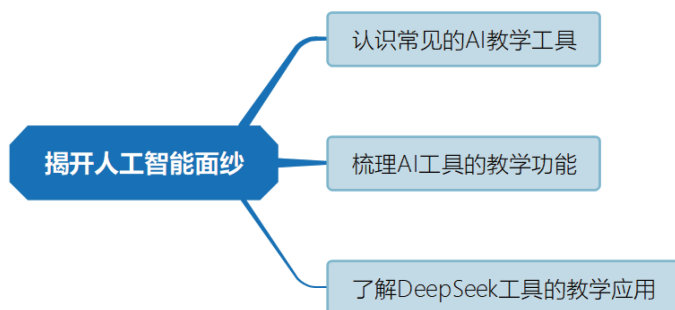 认识常见的AI教学工具
揭开人工智能面纱
梳理AI工具的教学功能
了解DeepSeek工具的教学应用